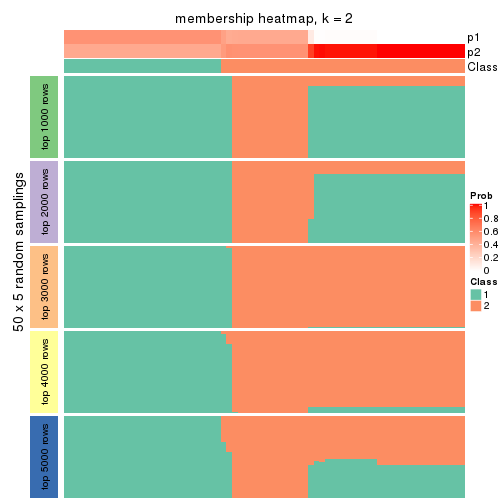 membership heatmap, k = 2
p1
p2
Class
50 x 5 random samplings
top 1000 rows
top 2000 rows
top 3000 rows
top 4000 rows
top 5000 rows
Prob
1
0.8
0.6
0.4
0.2
0
Class
1
2